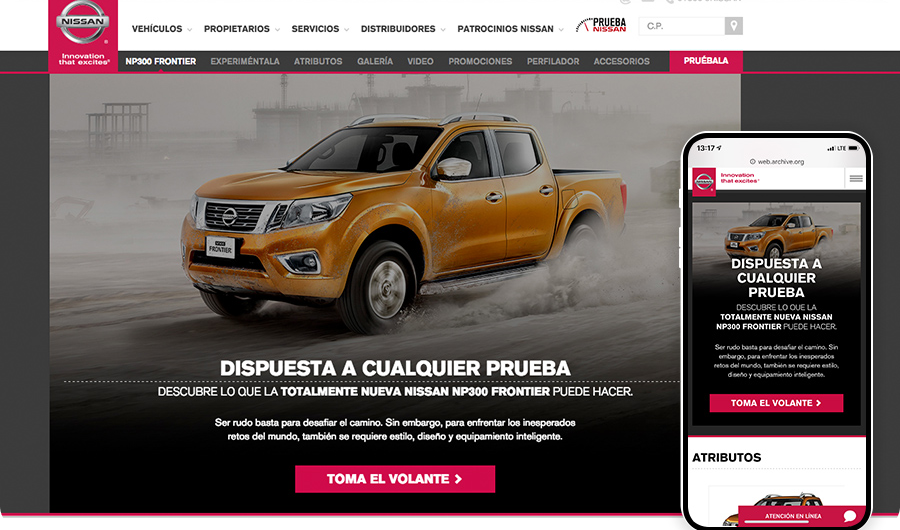 NISSAN
Innovation
that excites®
VEHÍCULOS
PROPIETARIOS
SERVICIOS
DISTRIBUIDORES
PATROCINIOS NISSAN
PRUEBA
NISSAN
C.P.
NP300 FRONTIER
EXPERIMÉNTALA
ATRIBUTOS
GALERÍA
VIDEO
PROMOCIONES
PERFILADOR
ACCESORIOS
PRUÉBALA
FRONTIER
DISPUESTA A CUALQUIER PRUEBA
DESCUBRE LO QUE LA TOTALMENTE NUEVA NISSAN NP300 FRONTIER PUEDE HACER.
Ser rudo basta para desafiar el camino. Sin embargo, para enfrentar los inesperados
retos del mundo, también se requiere estilo, diseño y equipamiento inteligente.
TOMA EL VOLANTE
13:17
LTE
web.archive.org
NISSAN
Innovation
that excites®
DISPUESTA A
CUALQUIER
PRUEBA
DESCUBRE LO QUE LA
TOTALMENTE NUEVA NISSAN
NP300 FRONTIER PUEDE HACER.
Ser rudo basta para desafiar el camino. Sin
embargo, para enfrentar los inesperados
retos del mundo, también se requiere estilo,
diseño y equipamiento inteligente.
TOMA EL VOLANTE
ATRIBUTOS
ATENCIÓN EN LÍNEA